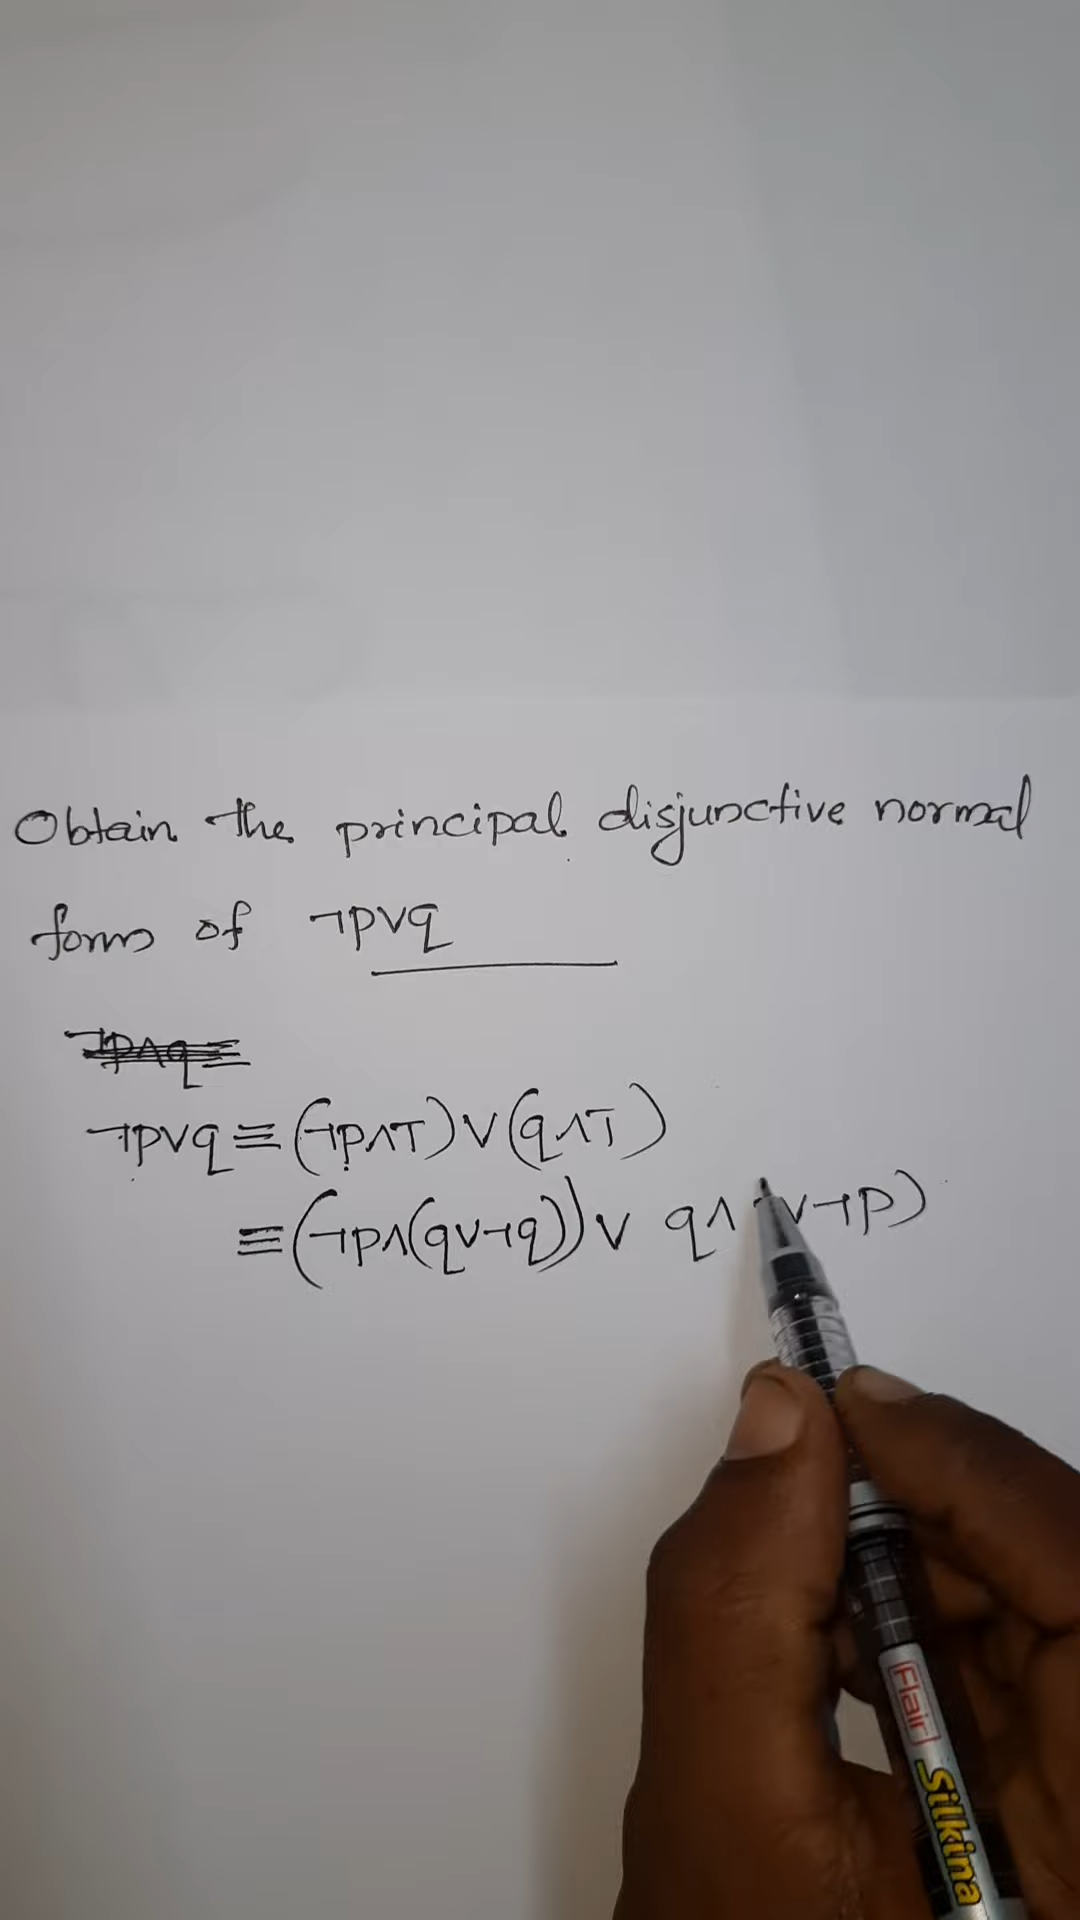 Obtain the principal disjunctive normal
form of ¬p∨q
¬p∧q≡
¬p∨q≡(¬p∧T)∨(q∧T)
≡(¬p∧(q∨¬q))∨ q∧ ∨¬p)
Flair
Silkina